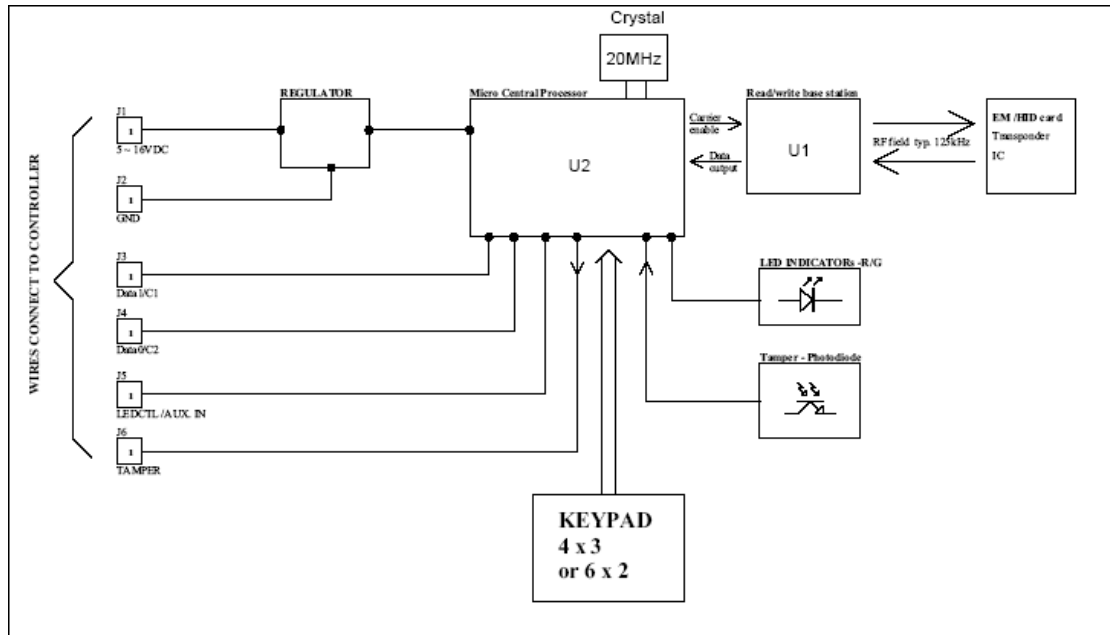 Crystal
20MHz
REGULATOR
Micro Central Processor
Read/write base station
J1
1
5 ~ 16VDC
Carrier
enable
EM /HID card
Transponder
IC
U2
U1
RF field typ. 125kHz
Data
output
J2
1
GND
WIRES CONNECT TO CONTROLLER
J3
1
Data 1/C1
LED INDICATORs -R/G
J4
1
Data0/C2
Tamper - Photodiode
J5
1
LEDCTL /AUX. IN
J6
1
TAMPER
KEYPAD
4 x 3
or 6 x 2